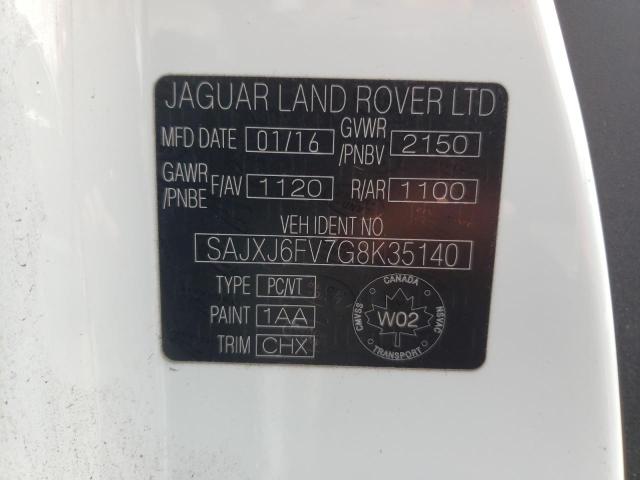 JAGUAR LAND ROVER LTD
MFD DATE 01/16 GVWR /PNBV 2150
GAWR /PNBE F/AV 1120 R/AR 1100
VEH IDENT NO
SAJXJ6FV7G8K35140
TYPE PC/VT
PAINT 1AA
TRIM CHX
CANADA
CMVSS W02 NSVAC
TRANSPORT